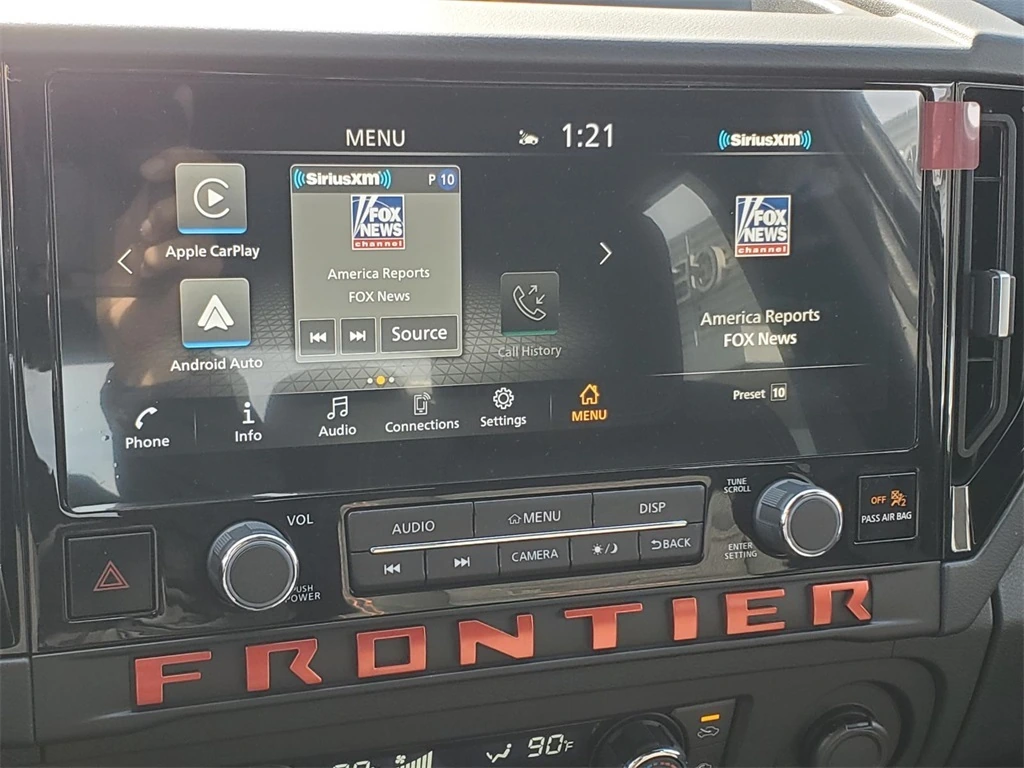 MENU
1:21
SiriusXM
Apple CarPlay
SiriusXM P 10
FOX
NEWS
channel
America Reports
FOX News
Source
Android Auto
Call History
FOX
NEWS
channel
America Reports
FOX News
Preset 10
Phone
Info
Audio
Connections
Settings
MENU
VOL
PUSH
POWER
AUDIO
MENU
DISP
CAMERA
BACK
TUNE
SCROLL
ENTER
SETTING
OFF
2
PASS AIR BAG
FRONTIER
90°F